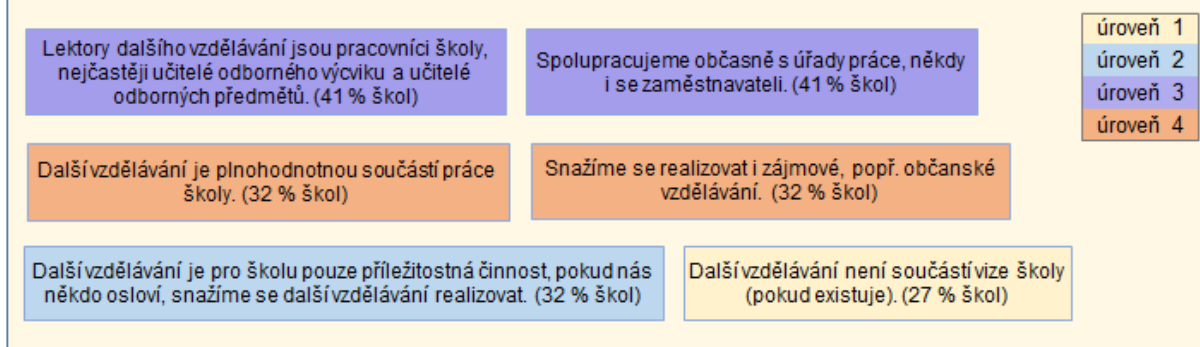 Lektory dalšího vzdělávání jsou pracovníci školy,
nejčastěji učitelé odborného výcviku a učitelé
odborných předmětů. (41 % škol)
Spolupracujeme občasně s úřady práce, někdy
i se zaměstnavateli. (41 % škol)
úroveň 1
úroveň 2
úroveň 3
úroveň 4
Další vzdělávání je plnohodnotnou součástí práce
školy. (32 % škol)
Snažíme se realizovat i zájmové, popř. občanské
vzdělávání. (32 % škol)
Další vzdělávání je pro školu pouze příležitostná činnost, pokud nás
někdo osloví, snažíme se další vzdělávání realizovat. (32 % škol)
Další vzdělávání není součástí vize školy
(pokud existuje). (27 % škol)